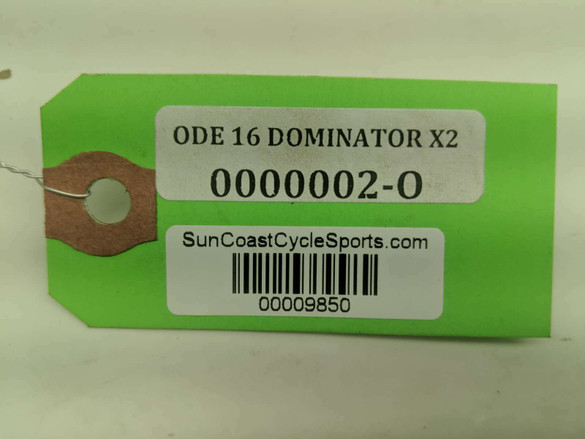 ODE 16 DOMINATOR X2
0000002-O
SunCoastCycleSports.com
00009850